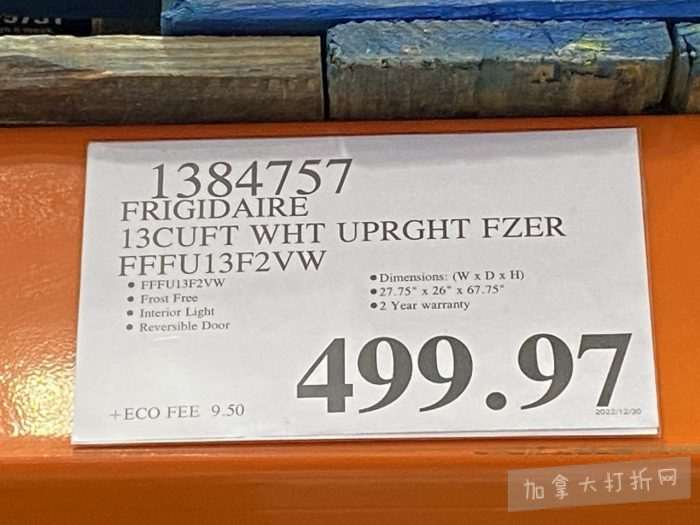 1384757
FRIGIDAIRE
13CUFT WHT UPRGHT FZER
FFFU13F2VW
• FFFU13F2VW
• Frost Free
• Interior Light
• Reversible Door
• Dimensions: (W x D x H)
• 27.75" x 26" x 67.75"
• 2 Year warranty
499.97
+ECO FEE 9.50
2022/12/30
加拿大打折网